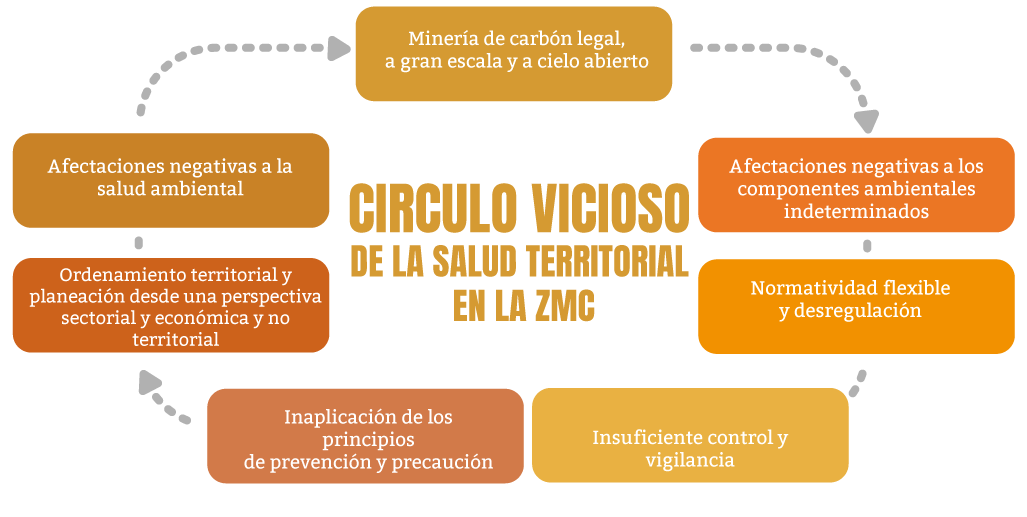 Minería de carbón legal,
a gran escala y a cielo abierto
Afectaciones negativas a la
salud ambiental
Afectaciones negativas a los
componentes ambientales
indeterminados
CIRCULO VICIOSO
DE LA SALUD TERRITORIAL
EN LA ZMC
Ordenamiento territorial y
planeación desde una perspectiva
sectorial y económica y no
territorial
Normatividad flexible
y desregulación
Inaplicación de los
principios
de prevención y precaución
Insuficiente control y
vigilancia